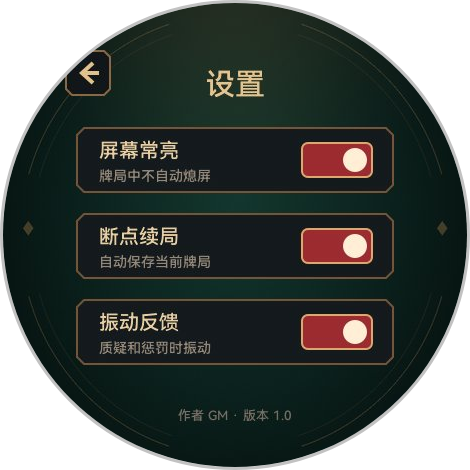 设置
屏幕常亮
牌局中不自动熄屏
断点续局
自动保存当前牌局
振动反馈
质疑和惩罚时振动
作者 GM · 版本 1.0